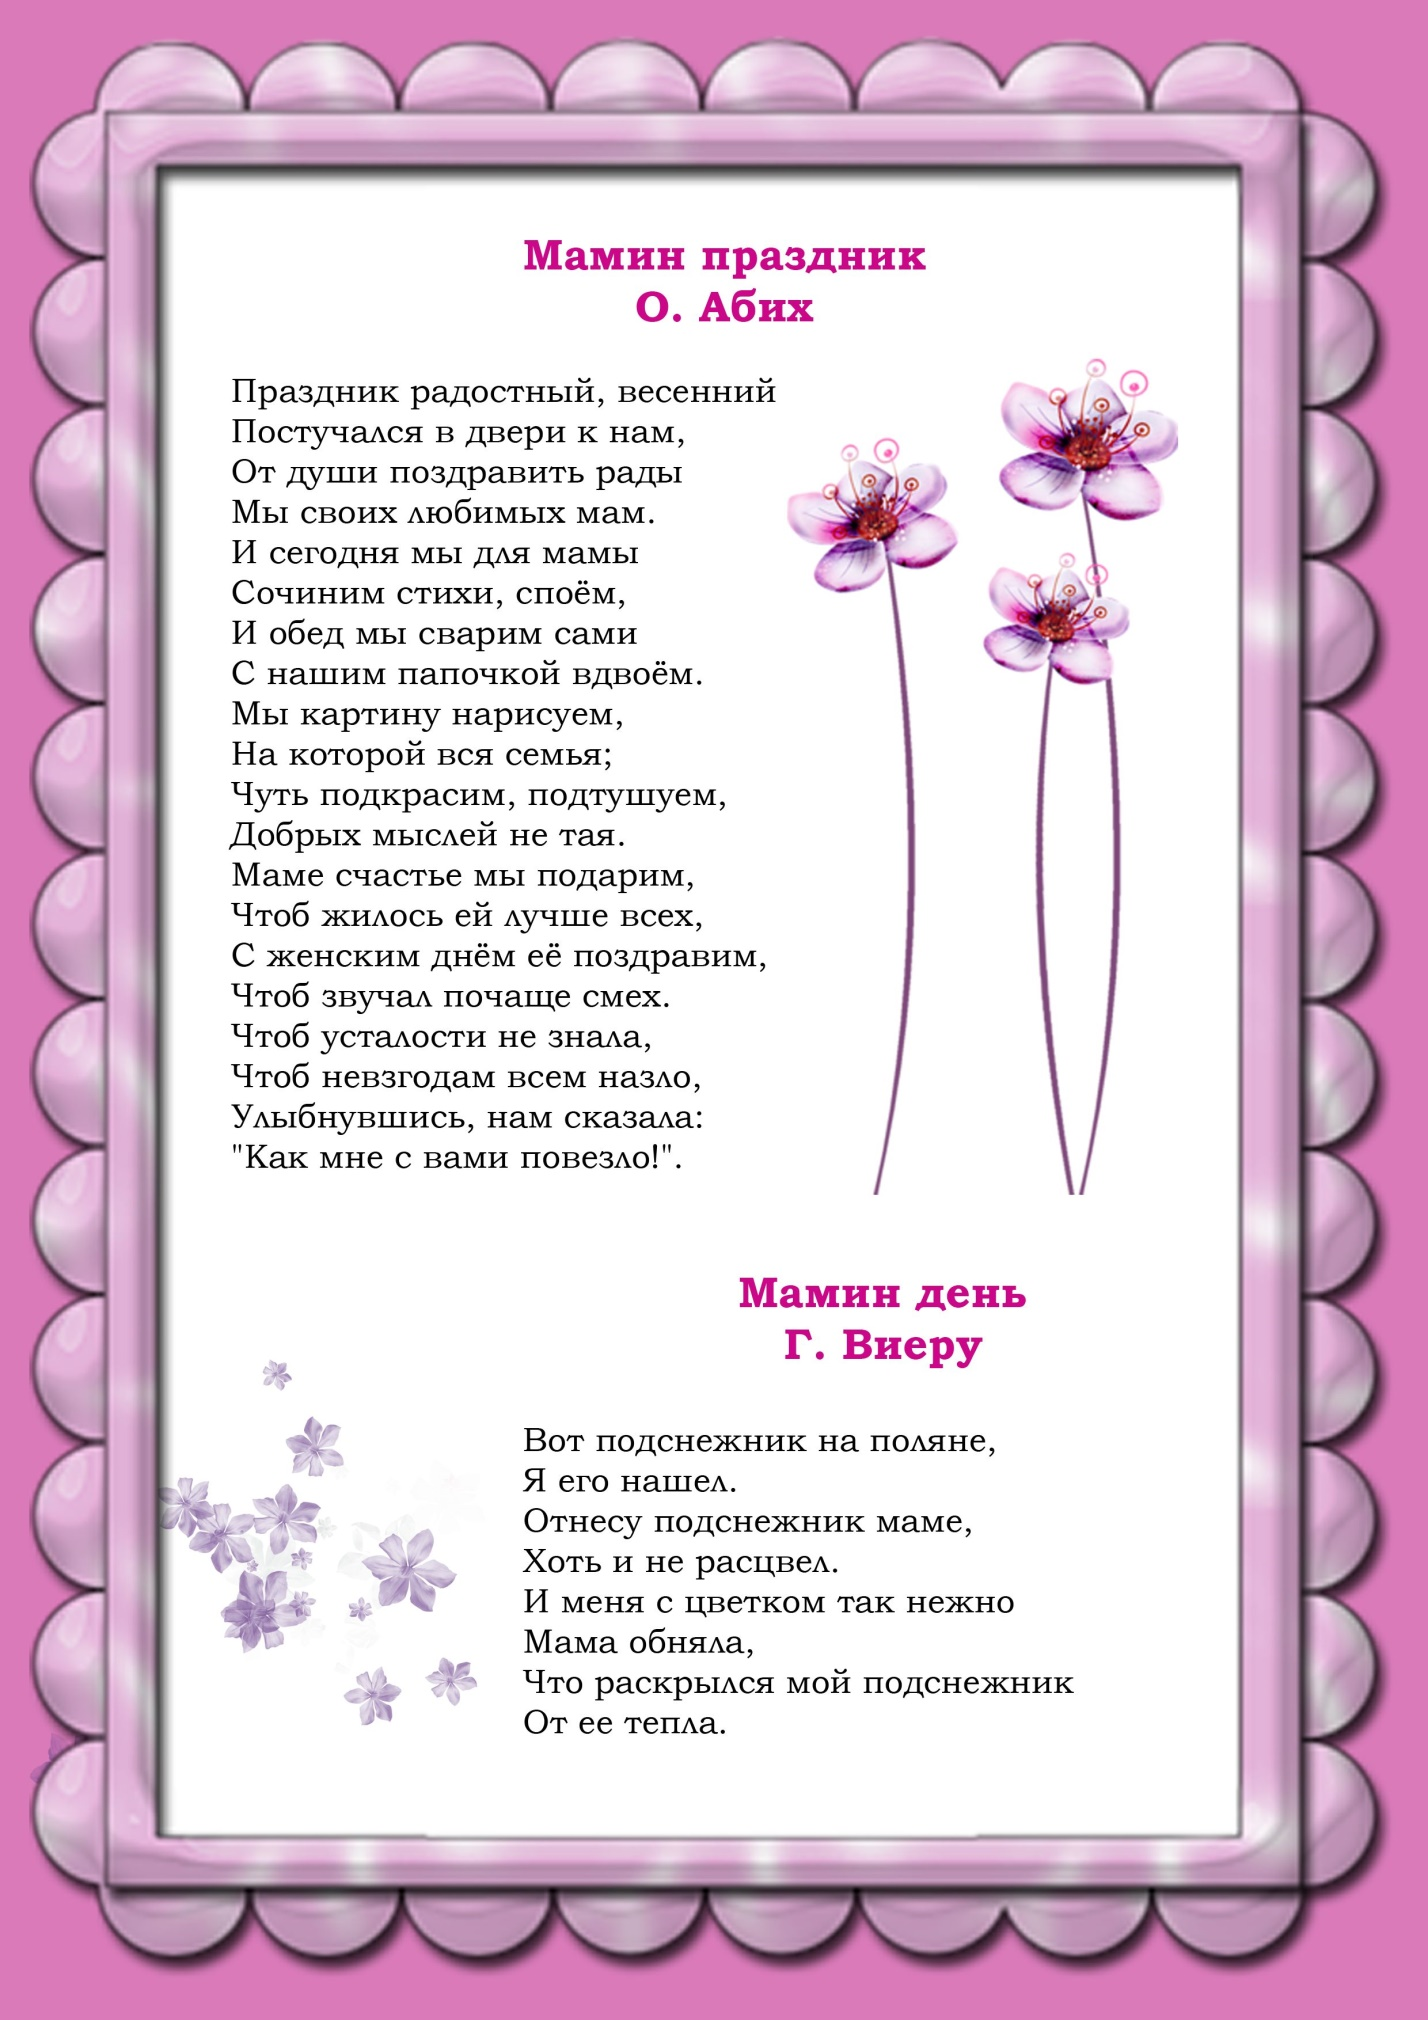 Мамин праздник
О. Абих
Праздник радостный, весенний
Постучался в двери к нам,
От души поздравить рады
Мы своих любимых мам.
И сегодня мы для мамы
Сочиним стихи, споём,
И обед мы сварим сами
С нашим папочкой вдвоём.
Мы картину нарисуем,
На которой вся семья;
Чуть подкрасим, подтушуем,
Добрых мыслей не тая.
Маме счастье мы подарим,
Чтоб жилось ей лучше всех,
С женским днём её поздравим,
Чтоб звучал почаще смех.
Чтоб усталости не знала,
Чтоб невзгодам всем назло,
Улыбнувшись, нам сказала:
"Как мне с вами повезло!".
Мамин день
Г. Виеру
Вот подснежник на поляне,
Я его нашел.
Отнесу подснежник маме,
Хоть и не расцвел.
И меня с цветком так нежно
Мама обняла,
Что раскрылся мой подснежник
От ее тепла.